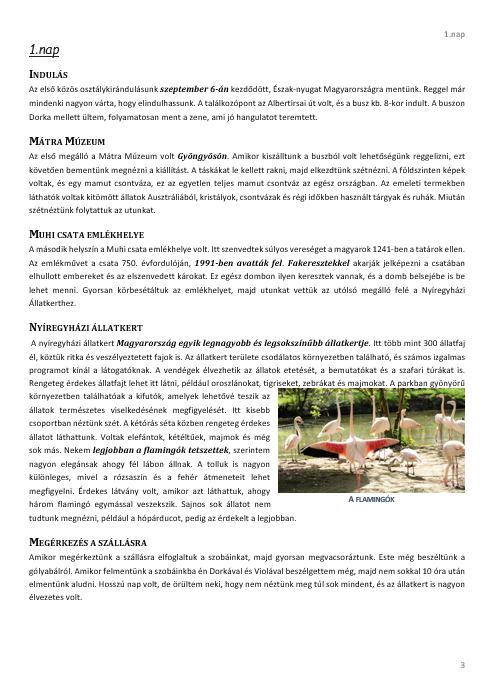 1.nap
1.nap
INDULÁS
Az első közös osztálykirándulásunk szeptember 6-án kezdődött, Észak-nyugat Magyarországra mentünk. Reggel már
mindenki nagyon várta, hogy elindulhassunk. A találkozópont az Albertirsai út volt, és a busz kb. 8-kor indult. A buszon
Dorka mellett ültem, folyamatosan ment a zene, ami jó hangulatot teremtett.
MÁTRA MÚZEUM
Az első megálló a Mátra Múzeum volt Gyöngyösön. Amikor kiszálltunk a buszból volt lehetőségünk reggelizni, ezt
követően bementünk megnézni a kiállítást. A táskákat le kellett rakni, majd elkezdtünk szétnézni. A földszinten képek
voltak, és egy mamut csontváza, ez az egyetlen teljes mamut csontváz az egész országban. Az emeleti termekben
láthatók voltak kitömött állatok Ausztráliából, kristályok, csontvázak és régi időkben használt tárgyak és ruhák. Miután
szétnéztünk folytattuk az utunkat.
MUHI CSATA EMLÉKHELYE
A második helyszín a Muhi csata emlékhelye volt. Itt szenvedtek súlyos vereséget a magyarok 1241-ben a tatárok ellen.
Az emlékművet a csata 750. évfordulóján, 1991-ben avatták fel. Fakeresztekkel akarják jelképezni a csatában
elhullott embereket és az elszenvedett károkat. Ez egész dombon ilyen keresztek vannak, és a domb belsejébe is be
lehet menni. Gyorsan körbesétáltuk az emlékhelyet, majd utunkat vettük az utólsó megálló felé a Nyíregyházi
Állatkerthez.
NYÍREGYHÁZI ÁLLATKERT
A nyíregyházi állatkert Magyarország egyik legnagyobb és legsokszínűbb állatkertje. Itt több mint 300 állatfaj
él, köztük ritka és veszélyeztetett fajok is. Az állatkert területe csodálatos környezetben található, és számos izgalmas
programot kínál a látogatóknak. A vendégek élvezhetik az állatok etetését, a bemutatókat és a szafari túrákat is.
Rengeteg érdekes állatfajt lehet itt látni, például oroszlánokat, tigriseket, zebrákat és majmokat. A parkban gyönyörű
környezetben találhatóak a kifutók, amelyek lehetővé teszik az
állatok természetes viselkedésének megfigyelését. Itt kisebb
csoportban néztünk szét. A kétórás séta közben rengeteg érdekes
állatot láthattunk. Voltak elefántok, kétéltűek, majmok és még
sok más. Nekem legjobban a flamingók tetszettek, szerintem
nagyon elegánsak ahogy fél lábon állnak. A tolluk is nagyon
különleges, mivel a rózsaszín és a fehér átmeneteit lehet
megfigyelni. Érdekes látvány volt, amikor azt láthattuk, ahogy
három flamingó egymással veszekszik. Sajnos sok állatot nem
tudtunk megnézni, például a hópárducot, pedig az érdekelt a legjobban.
A FLAMINGÓK
MEGÉRKEZÉS A SZÁLLÁSRA
Amikor megérkeztünk a szállásra elfoglaltuk a szobáinkat, majd gyorsan megvacsoráztunk. Este még beszéltünk a
gólyabálról. Amikor felmentünk a szobáinkba én Dorkával és Violával beszélgettem még, majd nem sokkal 10 óra után
elmentünk aludni. Hosszú nap volt, de örültem neki, hogy nem néztünk meg túl sok mindent, és az állatkert is nagyon
élvezetes volt.
3